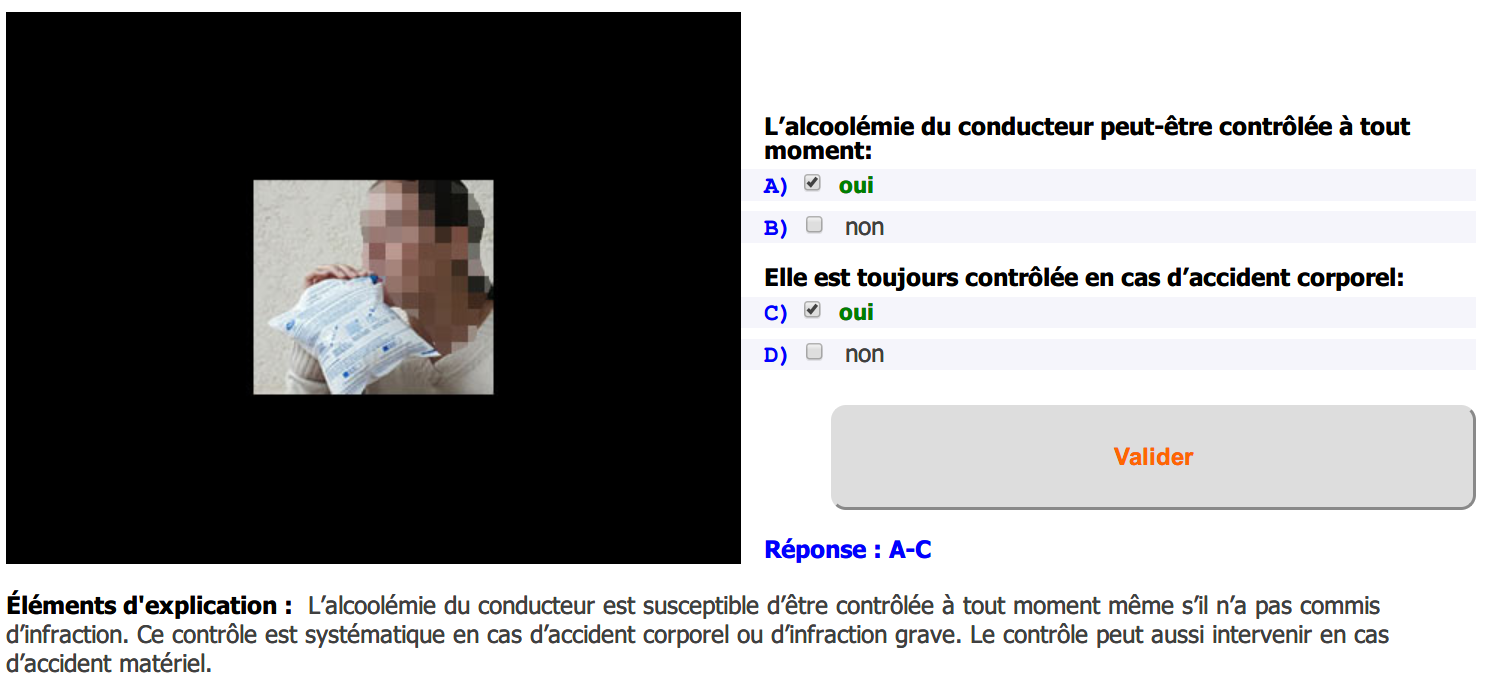 L’alcoolémie du conducteur peut-être contrôlée à tout
moment:
A) oui
B) non
Elle est toujours contrôlée en cas d’accident corporel:
C) oui
D) non
Valider
Réponse : A-C
Éléments d'explication : L’alcoolémie du conducteur est susceptible d’être contrôlée à tout moment même s’il n’a pas commis
d’infraction. Ce contrôle est systématique en cas d’accident corporel ou d’infraction grave. Le contrôle peut aussi intervenir en cas
d’accident matériel.